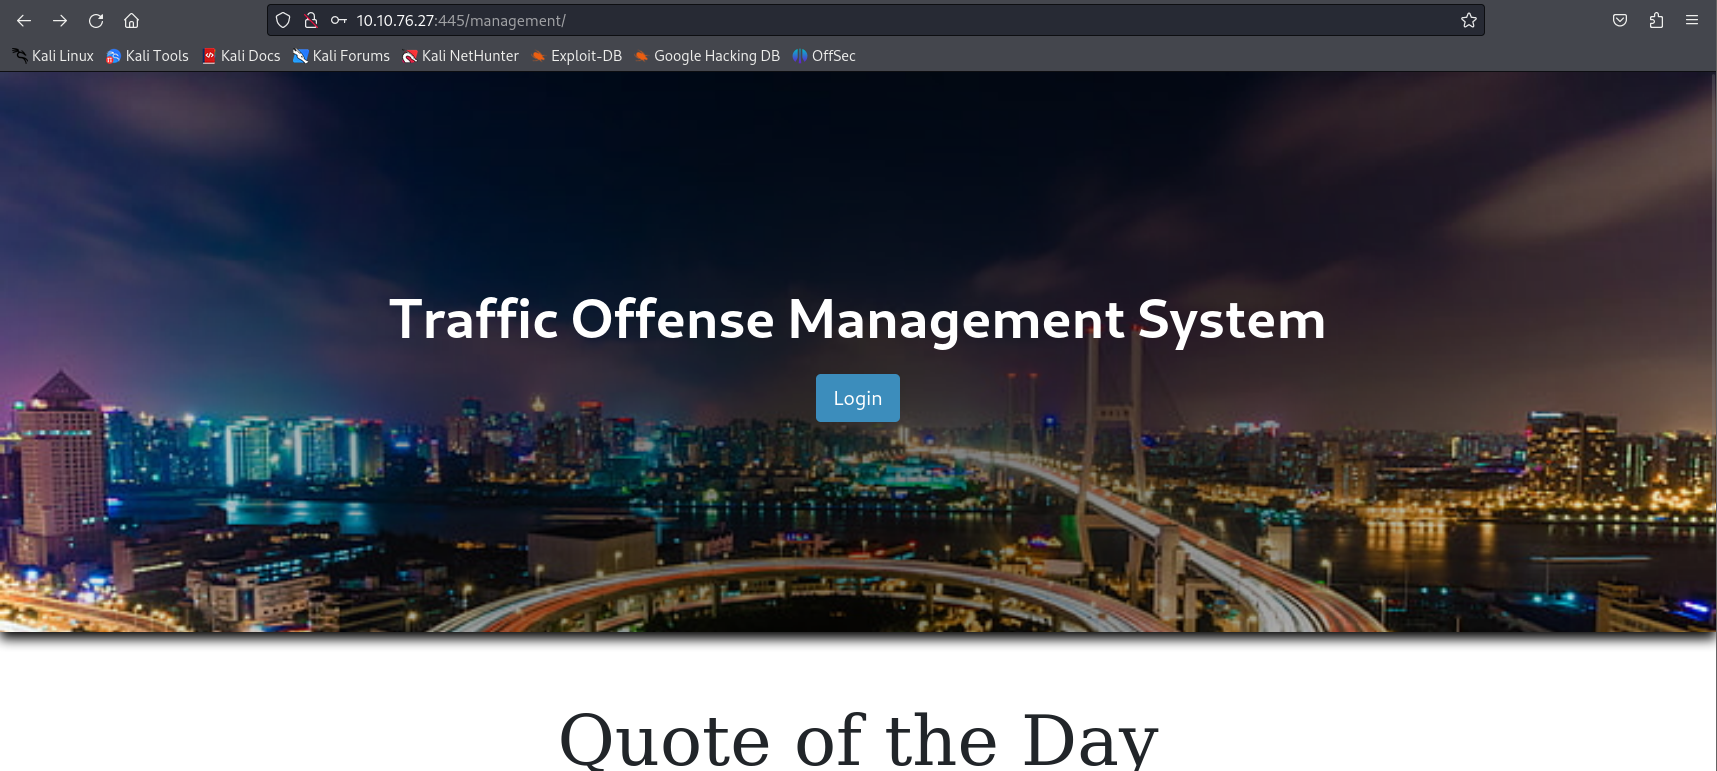 10.10.76.27:445/management/
Kali Linux Kali Tools Kali Docs Kali Forums Kali NetHunter Exploit-DB Google Hacking DB OffSec
Traffic Offense Management System
Login
Quote of the Day